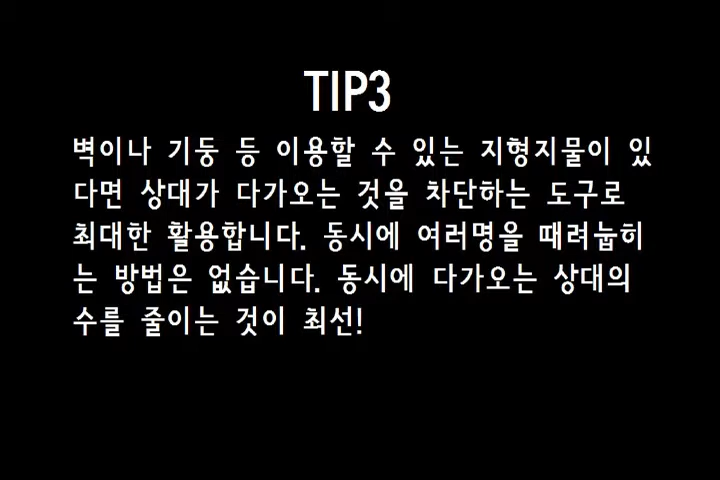 TIP3
벽이나 기둥 등 이용할 수 있는 지형지물이 있
다면 상대가 다가오는 것을 차단하는 도구로
최대한 활용합니다. 동시에 여러명을 때려눕히
는 방법은 없습니다. 동시에 다가오는 상대의
수를 줄이는 것이 최선!